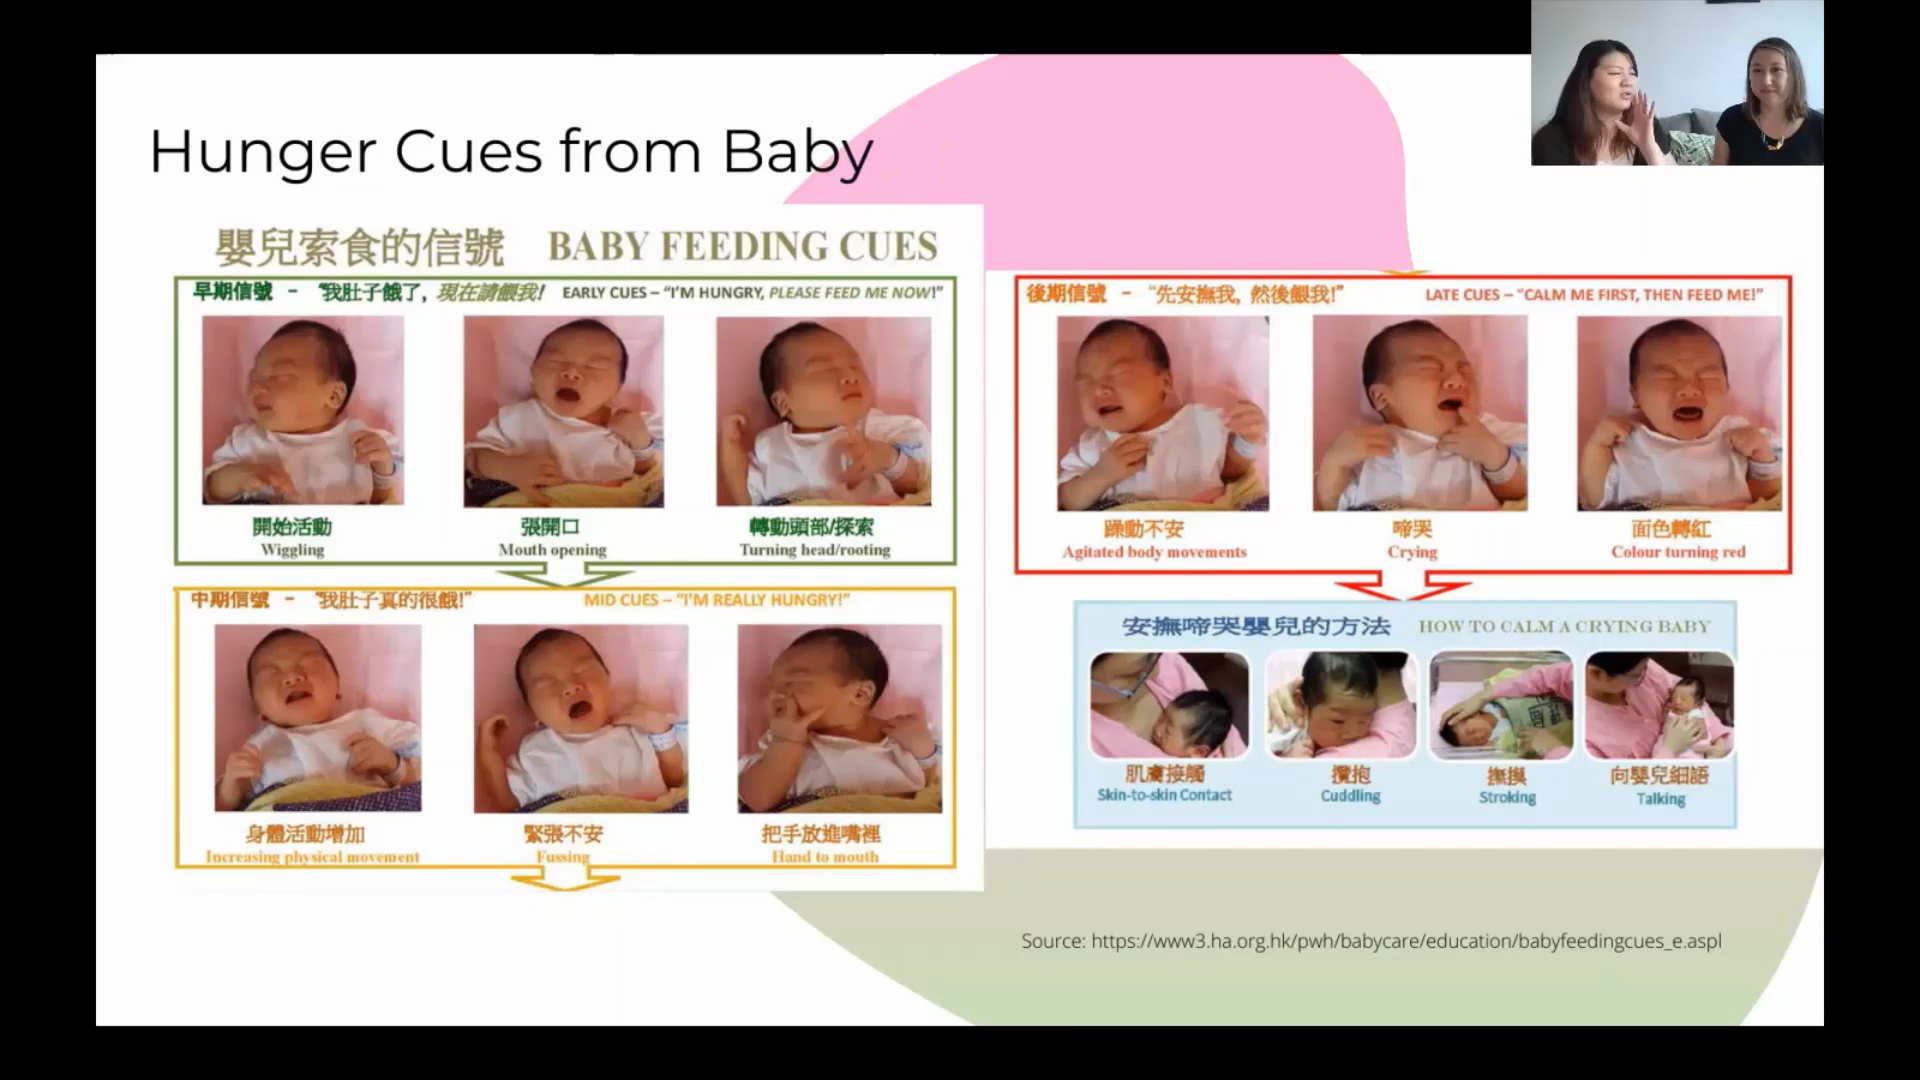 Hunger Cues from Baby
嬰兒索食的信號 BABY FEEDING CUES
早期信號 - “我肚子餓了, 現在請餵我! EARLY CUES – “I’M HUNGRY, PLEASE FEED ME NOW!”
開始活動 張開口 轉動頭部/探索
Wiggling Mouth opening Turning head/rooting
中期信號 - “我肚子真的很餓!” MID CUES – “I’M REALLY HUNGRY!”
身體活動增加 緊張不安 把手放進嘴裡
Increasing physical movement Fussing Hand to mouth
後期信號 - “先安撫我, 然後餵我!” LATE CUES – “CALM ME FIRST, THEN FEED ME!”
躁動不安 啼哭 面色轉紅
Agitated body movements Crying Colour turning red
安撫啼哭嬰兒的方法 HOW TO CALM A CRYING BABY
肌膚接觸 攬抱 撫摸 向嬰兒細語
Skin-to-skin Contact Cuddling Stroking Talking
Source: https://www3.ha.org.hk/pwh/babycare/education/babyfeedingcues_e.aspl